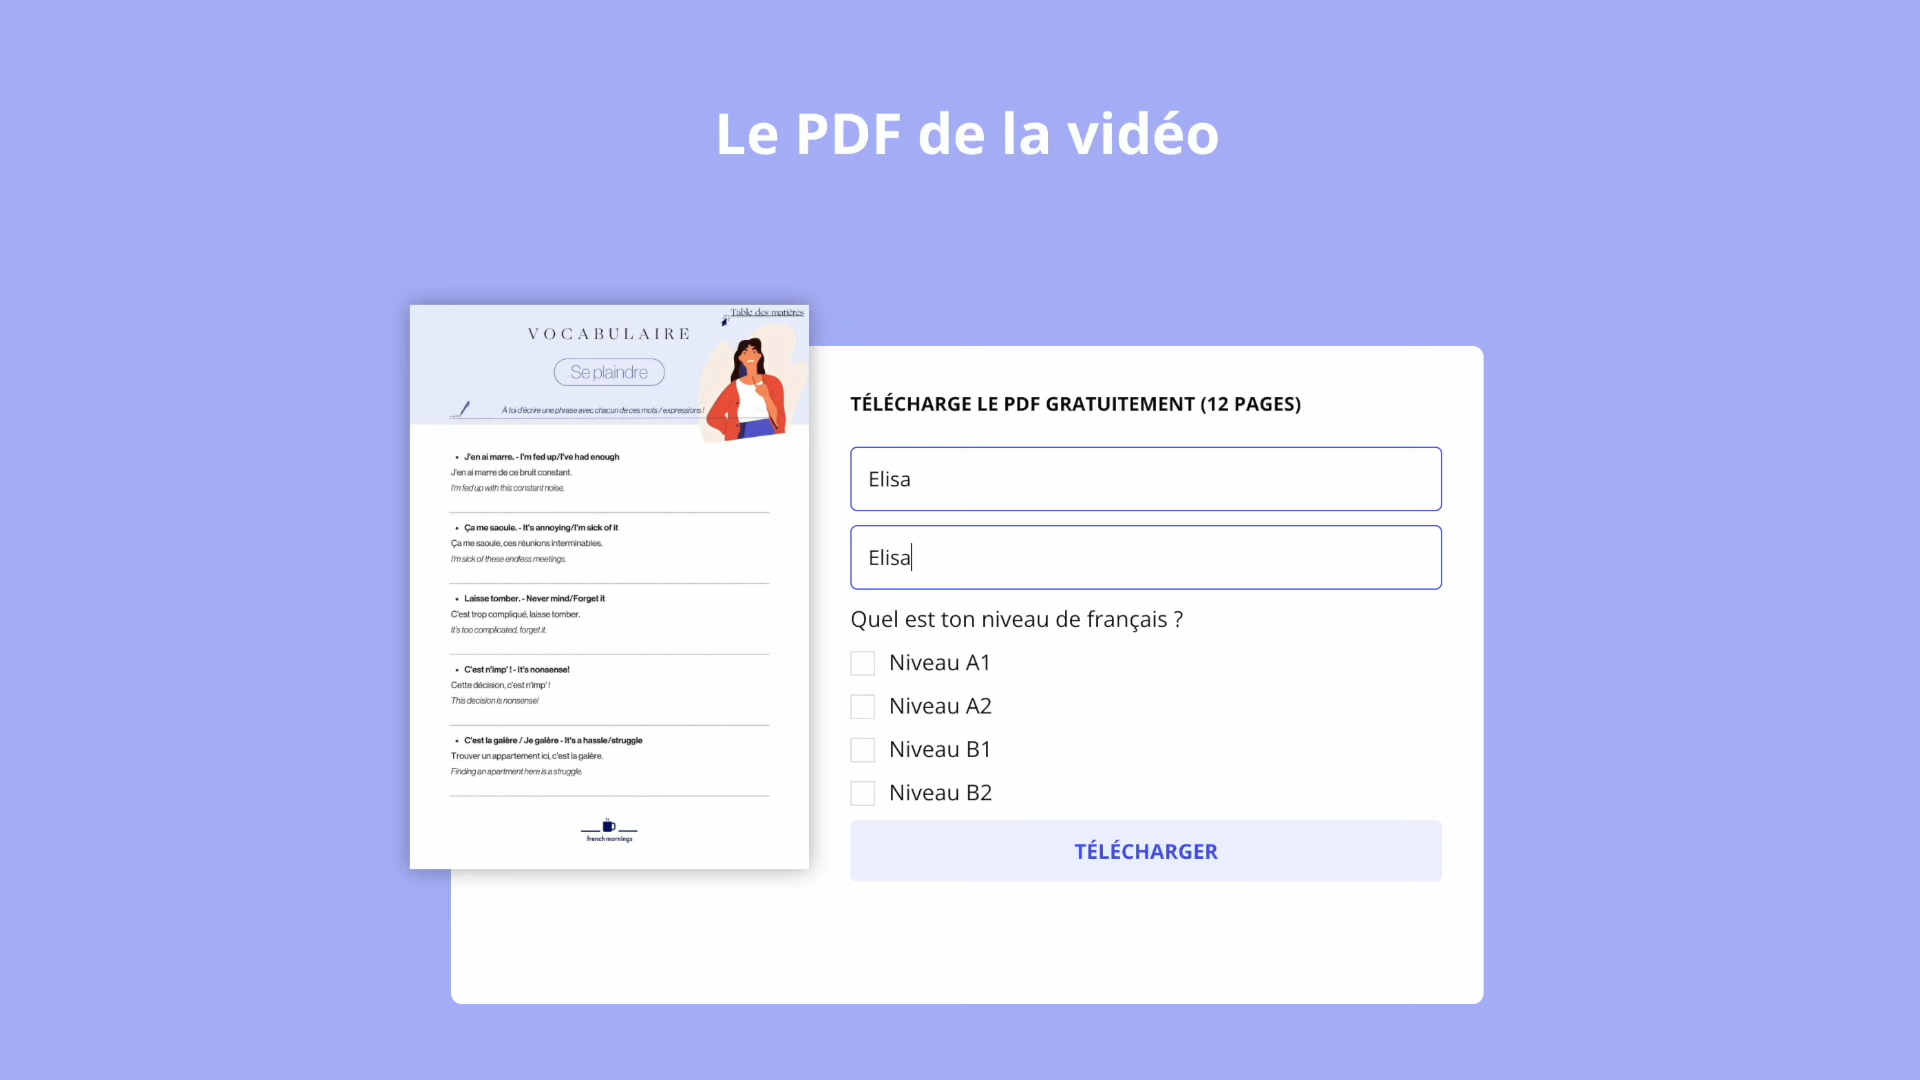 Le PDF de la vidéo
Table des matières
VOCABULAIRE
Se plaindre
À toi d'écrire une phrase avec chacun de ces mots / expressions !
• J'en ai marre. - I'm fed up/I've had enough
J'en ai marre de ce bruit constant.
I'm fed up with this constant noise.
• Ça me saoule. - It's annoying/I'm sick of it
Ça me saoule, ces réunions interminables.
I'm sick of these endless meetings.
• Laisse tomber. - Never mind/Forget it
C'est trop compliqué, laisse tomber.
It's too complicated, forget it.
• C'est n'imp' ! - It's nonsense!
Cette décision, c'est n'imp' !
This decision is nonsense!
• C'est la galère / Je galère - It's a hassle/struggle
Trouver un appartement ici, c'est la galère.
Finding an apartment here is a struggle.
french mornings
TÉLÉCHARGE LE PDF GRATUITEMENT (12 PAGES)
Elisa
Elisa
Quel est ton niveau de français ?
Niveau A1
Niveau A2
Niveau B1
Niveau B2
TÉLÉCHARGER